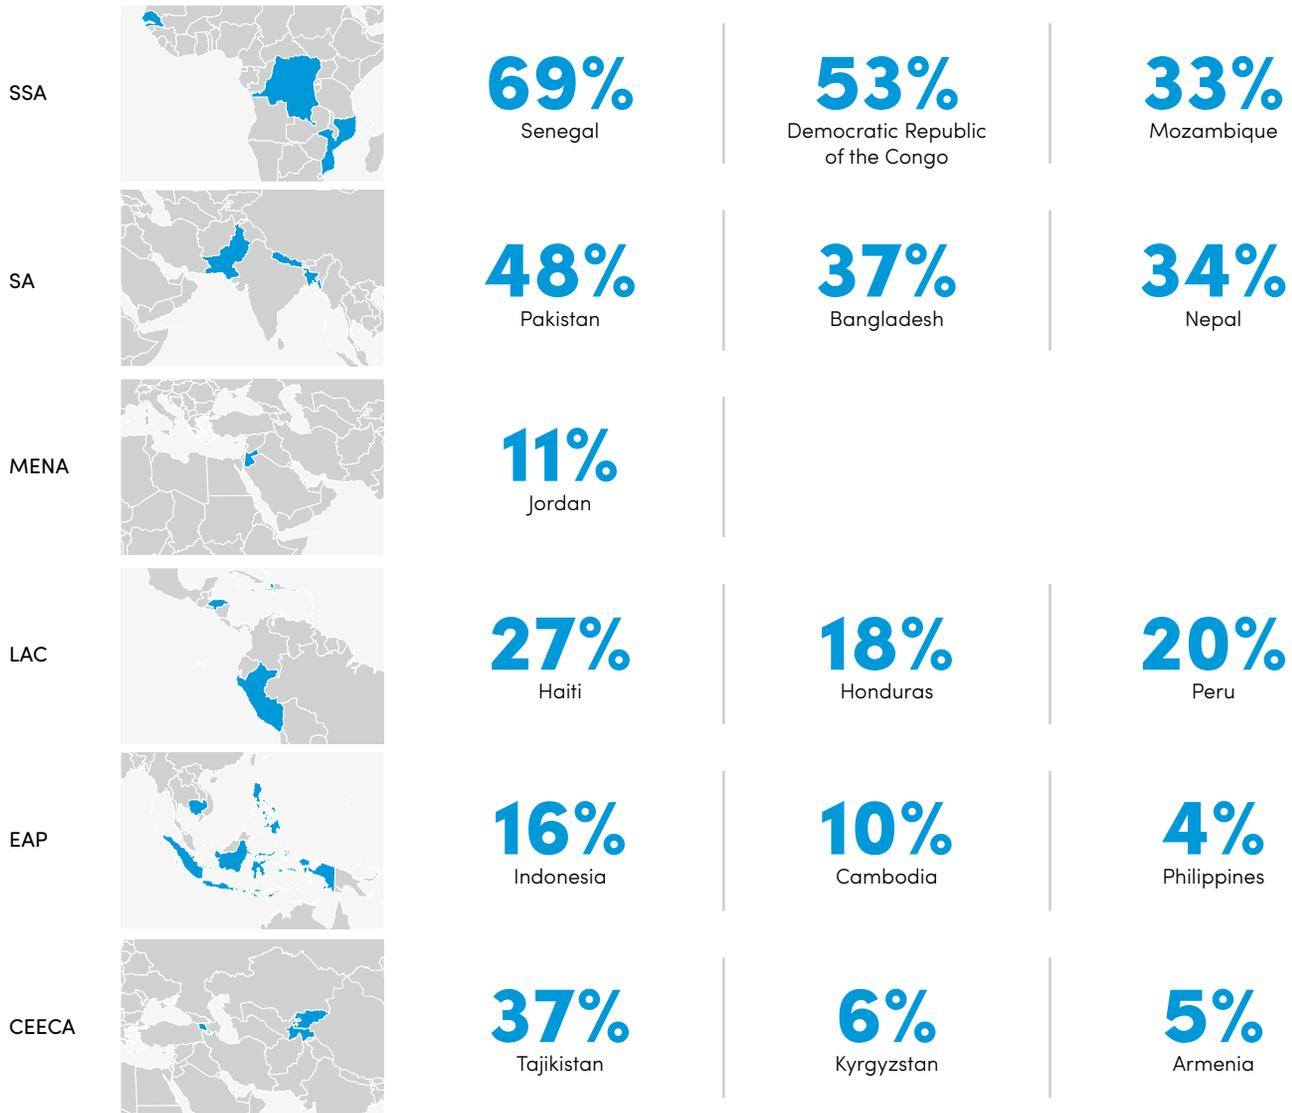 SSA
69%
Senegal
53%
Democratic Republic
of the Congo
33%
Mozambique
SA
48%
Pakistan
37%
Bangladesh
34%
Nepal
MENA
11%
Jordan
LAC
27%
Haiti
18%
Honduras
20%
Peru
EAP
16%
Indonesia
10%
Cambodia
4%
Philippines
CEECA
37%
Tajikistan
6%
Kyrgyzstan
5%
Armenia